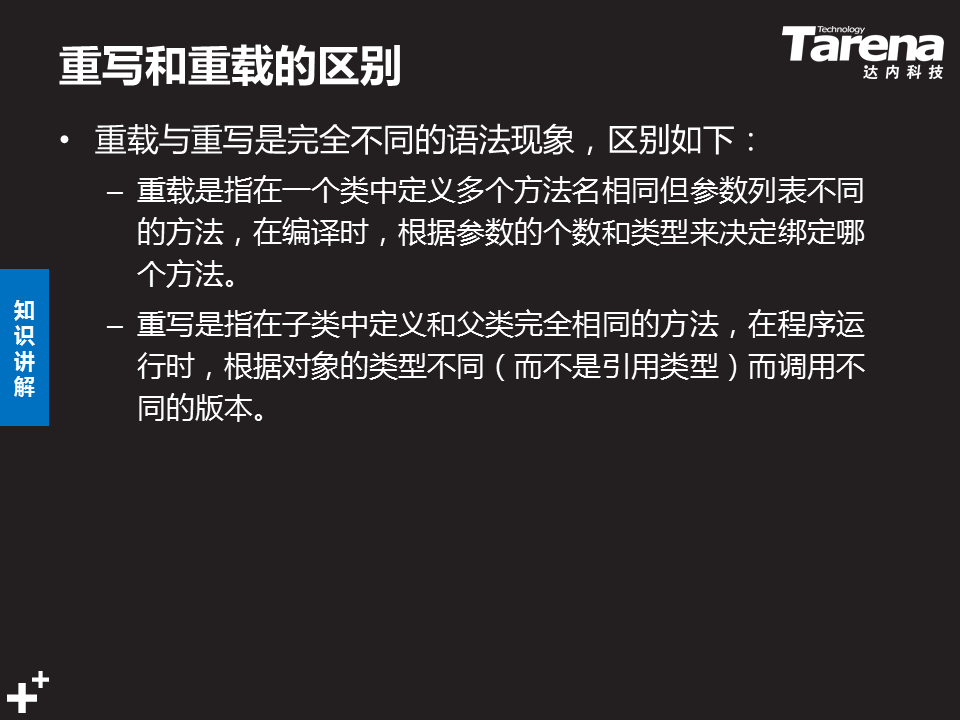 重写和重载的区别
Technology
Tarena
达内科技
• 重载与重写是完全不同的语法现象，区别如下：
– 重载是指在一个类中定义多个方法名相同但参数列表不同
的方法，在编译时，根据参数的个数和类型来决定绑定哪
个方法。
– 重写是指在子类中定义和父类完全相同的方法，在程序运
行时，根据对象的类型不同（而不是引用类型）而调用不
同的版本。
知
识
讲
解